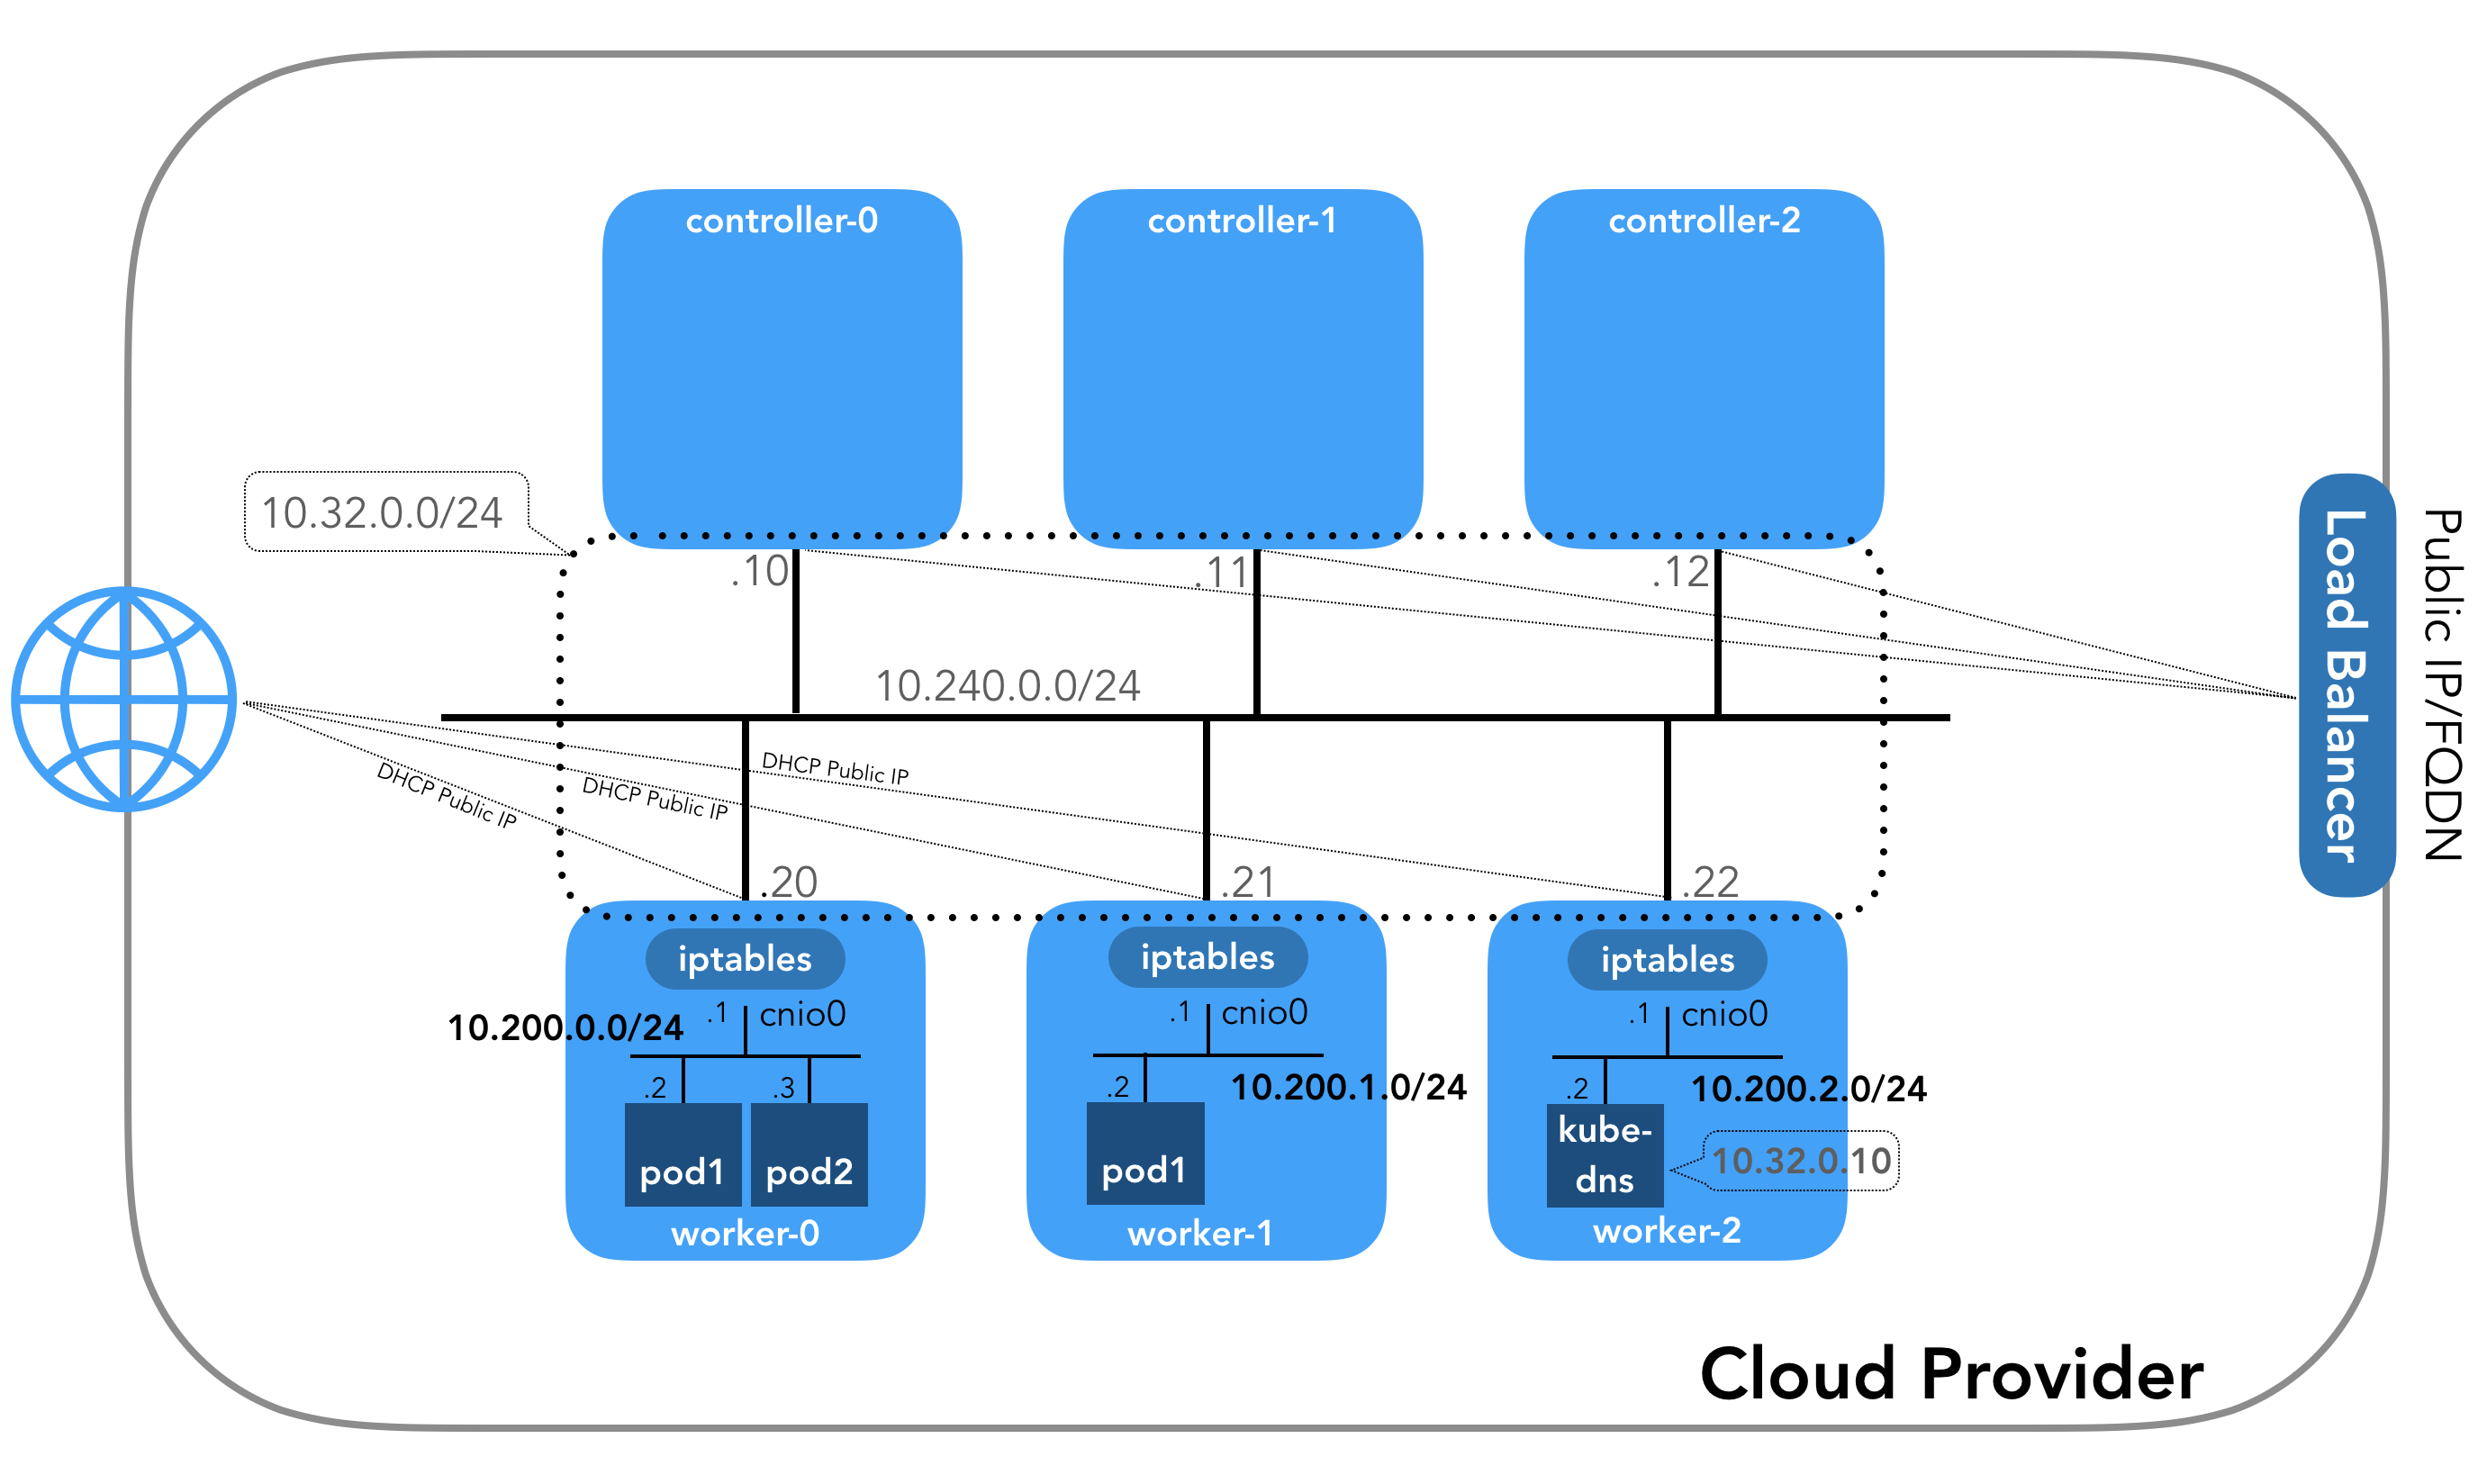 controller-0
controller-1
controller-2
10.32.0.0/24
.10
.11
.12
10.240.0.0/24
Load Balancer
Public IP/FQDN
DHCP Public IP
DHCP Public IP
DHCP Public IP
.20
.21
.22
iptables
iptables
iptables
10.200.0.0/24
.1
cnio0
.1
cnio0
.1
cnio0
.2
.3
.2
10.200.1.0/24
.2
10.200.2.0/24
pod1
pod2
pod1
kube-
dns
10.32.0.10
worker-0
worker-1
worker-2
Cloud Provider